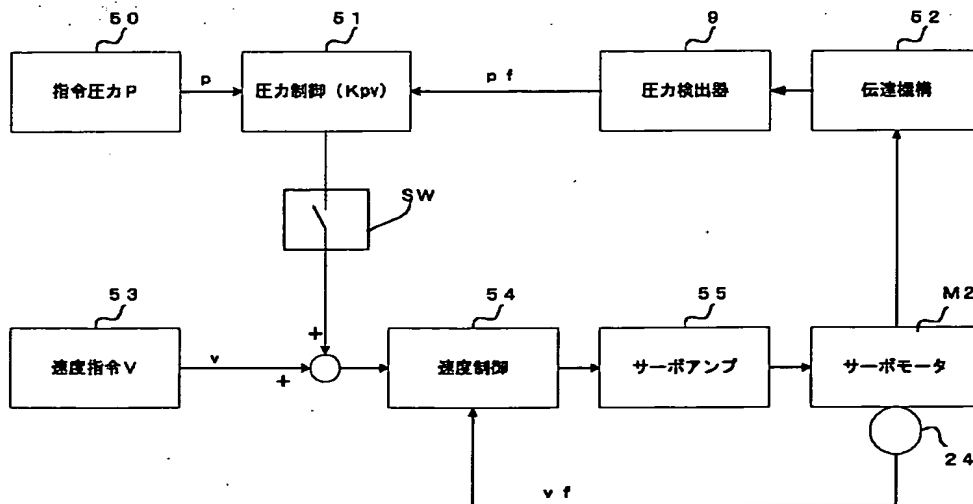 50
51
9
52
指令圧力P
p
圧力制御(Kpv)
pf
圧力検出器
伝達機構
SW
53
54
55
M2
+
速度指令V
v
+
速度制御
サーボアンプ
サーボモータ
24
vf